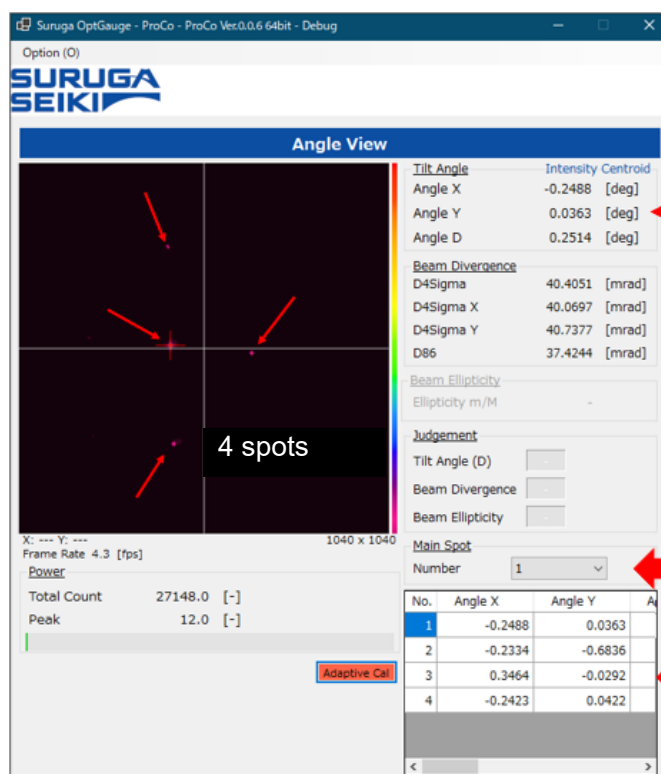 Suruga OptGauge - ProCo - ProCo Ver.0.0.6 64bit - Debug
Option (O)
SURUGA
SEIKI
Angle View
Tilt Angle Intensity Centroid
Angle X -0.2488 [deg]
Angle Y 0.0363 [deg]
Angle D 0.2514 [deg]
Beam Divergence
D4Sigma 40.4051 [mrad]
D4Sigma X 40.0697 [mrad]
D4Sigma Y 40.7377 [mrad]
D86 37.4244 [mrad]
Beam Ellipticity
Ellipticity m/M -
4 spots
Judgement
Tilt Angle (D) -
Beam Divergence -
Beam Ellipticity -
X: --- Y: --- 1040 x 1040
Frame Rate 4.3 [fps]
Main Spot
Number 1
Power
Total Count 27148.0 [-]
Peak 12.0 [-]
Adaptive Cal
No. Angle X Angle Y
1 -0.2488 0.0363
2 -0.2334 -0.6836
3 0.3464 -0.0292
4 -0.2423 0.0422